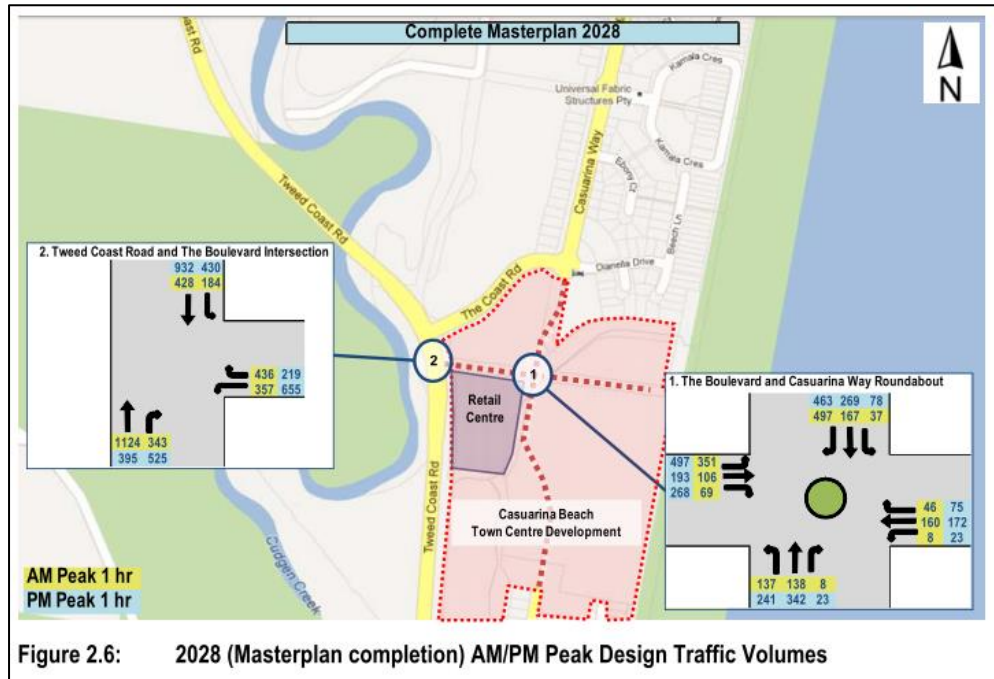 Complete Masterplan 2028
N
Universal Fabric
Structures Pty
Kamala Cres
Kamala Cres
Casuarina Way
Ebony Cr
Beech Ln
Dianella Drive
Tweed Coast Rd
The Coast Rd
2. Tweed Coast Road and The Boulevard Intersection
932 430
428 184
436 219
357 655
1124 343
395 525
2
1
Retail
Centre
Tweed Coast Rd
Casuarina Beach
Town Centre Development
Cudgen Creek
1. The Boulevard and Casuarina Way Roundabout
463 269 78
497 167 37
497 351
193 106
268 69
46 75
160 172
8 23
137 138 8
241 342 23
AM Peak 1 hr
PM Peak 1 hr
Figure 2.6: 2028 (Masterplan completion) AM/PM Peak Design Traffic Volumes